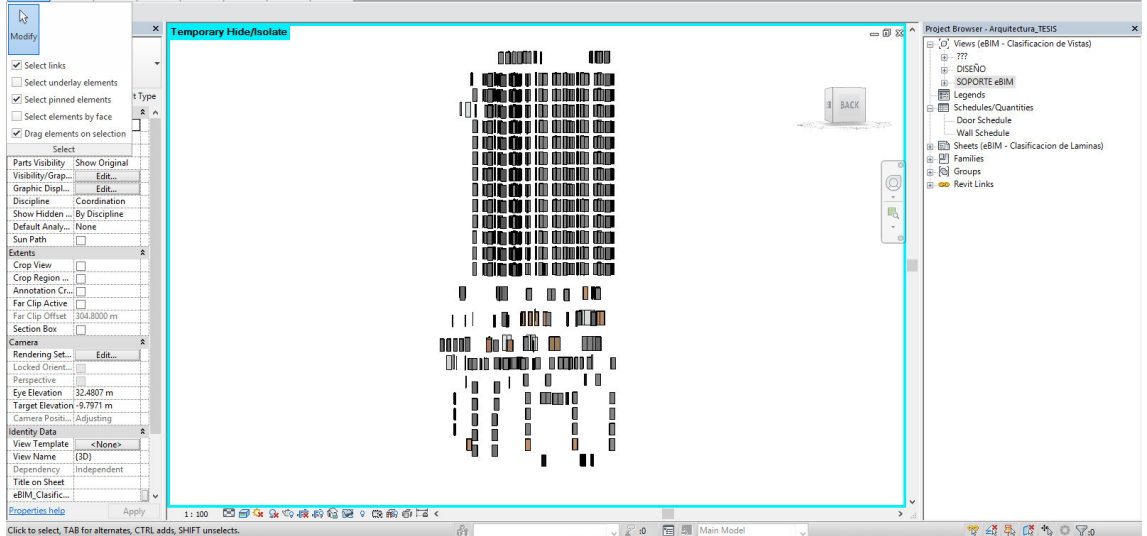 Modify
Select links
Select underlay elements
Select pinned elements
Select elements by face
Drag elements on selection
Select
t Type
Parts Visibility Show Original
Visibility/Grap... Edit...
Graphic Displ... Edit...
Discipline Coordination
Show Hidden ... By Discipline
Default Analy... None
Sun Path
Extents
Crop View
Crop Region ...
Annotation Cr...
Far Clip Active
Far Clip Offset 304.8000 m
Section Box
Camera
Rendering Set... Edit...
Locked Orient...
Perspective
Eye Elevation 32.4807 m
Target Elevation -9.7971 m
Camera Positi... Adjusting
Identity Data
View Template <None>
View Name {3D}
Dependency Independent
Title on Sheet
eBIM_Clasific...
Properties help Apply
Temporary Hide/Isolate
BACK
1 : 100
Project Browser - Arquitectura_TESIS
Views (eBIM - Clasificacion de Vistas)
???
DISEÑO
SOPORTE eBIM
Legends
Schedules/Quantities
Door Schedule
Wall Schedule
Sheets (eBIM - Clasificacion de Laminas)
Families
Groups
Revit Links
Click to select, TAB for alternates, CTRL adds, SHIFT unselects.
:0
Main Model
:0